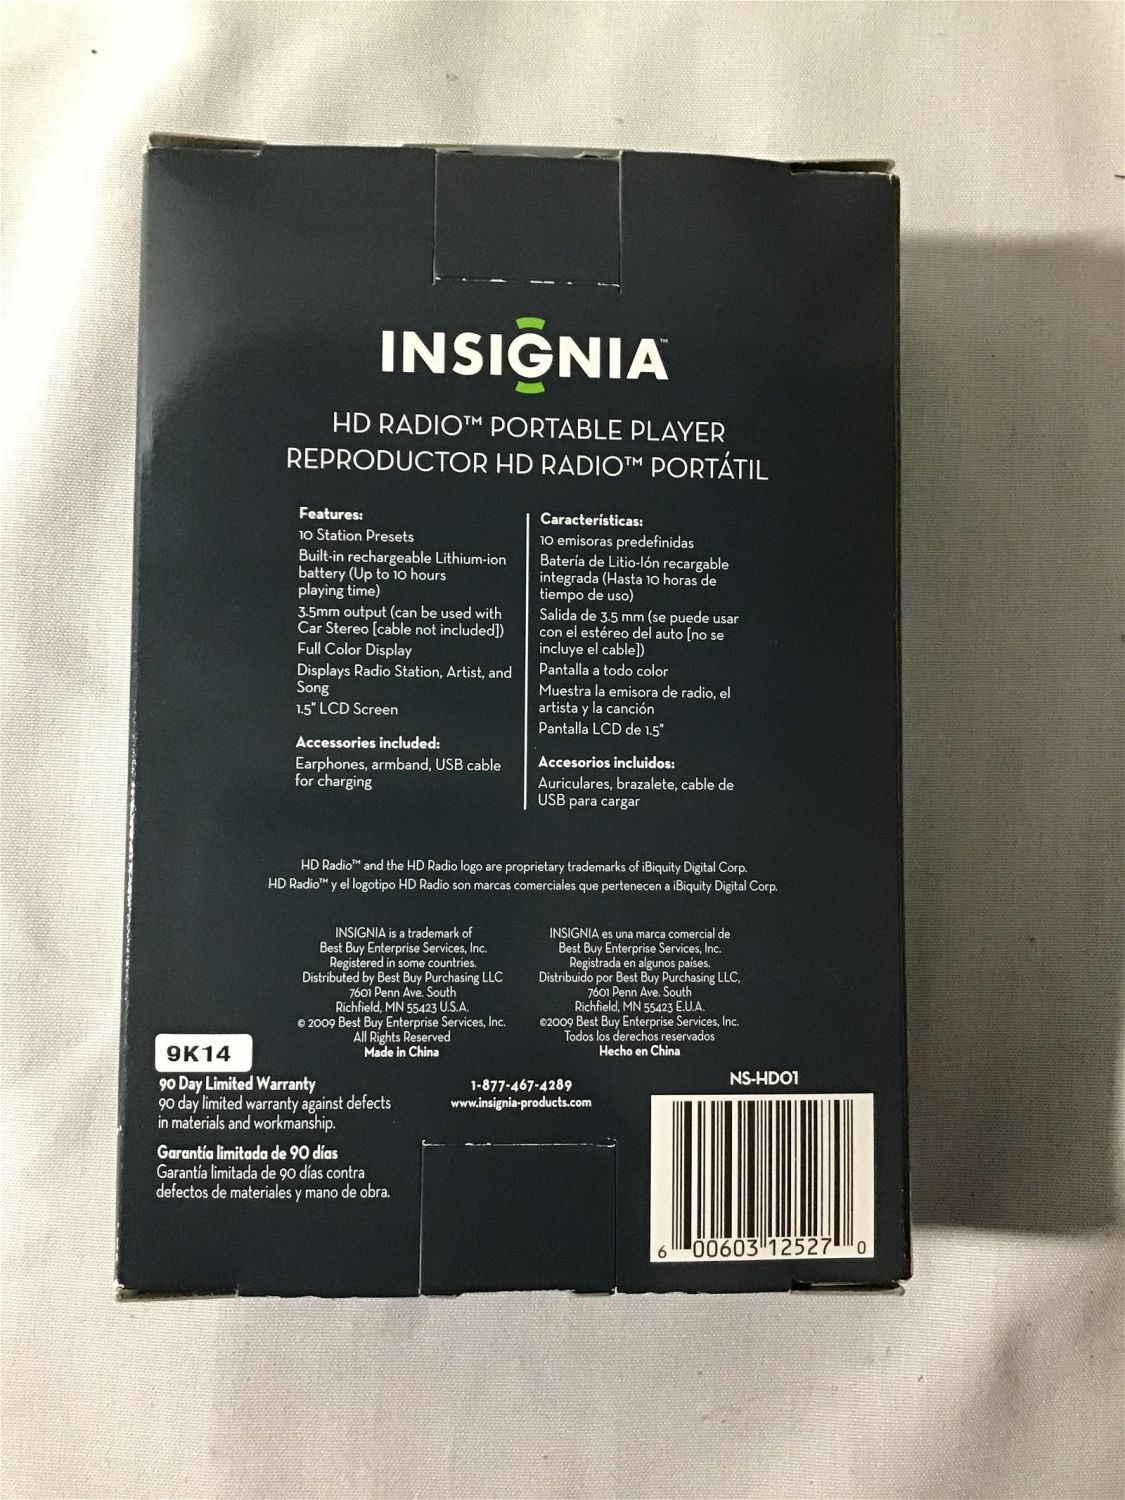 INSIGNIA™
HD RADIO™ PORTABLE PLAYER
REPRODUCTOR HD RADIO™ PORTÁTIL
Features:
10 Station Presets
Built-in rechargeable Lithium-ion
battery (Up to 10 hours
playing time)
3.5mm output (can be used with
Car Stereo [cable not included])
Full Color Display
Displays Radio Station, Artist, and
Song
1.5" LCD Screen
Accessories included:
Earphones, armband, USB cable
for charging
Características:
10 emisoras predefinidas
Batería de Litio-Ión recargable
integrada (Hasta 10 horas de
tiempo de uso)
Salida de 3.5 mm (se puede usar
con el estéreo del auto [no se
incluye el cable])
Pantalla a todo color
Muestra la emisora de radio, el
artista y la canción
Pantalla LCD de 1.5"
Accesorios incluidos:
Auriculares, brazalete, cable de
USB para cargar
HD Radio™ and the HD Radio logo are proprietary trademarks of iBiquity Digital Corp.
HD Radio™ y el logotipo HD Radio son marcas comerciales que pertenecen a iBiquity Digital Corp.
INSIGNIA is a trademark of
Best Buy Enterprise Services, Inc.
Registered in some countries.
Distributed by Best Buy Purchasing LLC
7601 Penn Ave. South
Richfield, MN 55423 U.S.A.
© 2009 Best Buy Enterprise Services, Inc.
All Rights Reserved
Made in China
INSIGNIA es una marca comercial de
Best Buy Enterprise Services, Inc.
Registrada en algunos países.
Distribuido por Best Buy Purchasing LLC,
7601 Penn Ave. South
Richfield, MN 55423 E.U.A.
©2009 Best Buy Enterprise Services, Inc.
Todos los derechos reservados
Hecho en China
9K14
90 Day Limited Warranty
90 day limited warranty against defects
in materials and workmanship.
Garantía limitada de 90 días
Garantía limitada de 90 días contra
defectos de materiales y mano de obra.
1-877-467-4289
www.insignia-products.com
NS-HD01
6 00603 12527 0